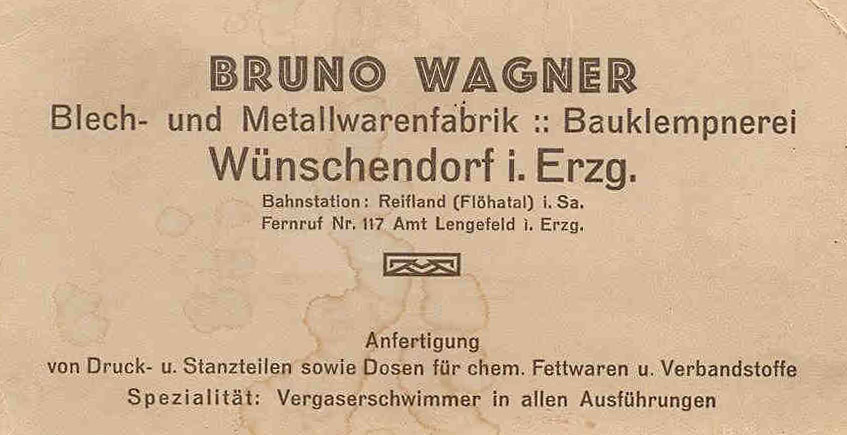 BRUNO WAGNER
Blech- und Metallwarenfabrik :: Bauklempnerei
Wünschendorf i. Erzg.
Bahnstation: Reifland (Flöhatal) i. Sa.
Fernruf Nr. 117 Amt Lengefeld i. Erzg.
Anfertigung
von Druck- u. Stanzteilen sowie Dosen für chem. Fettwaren u. Verbandstoffe
Spezialität: Vergaserschwimmer in allen Ausführungen